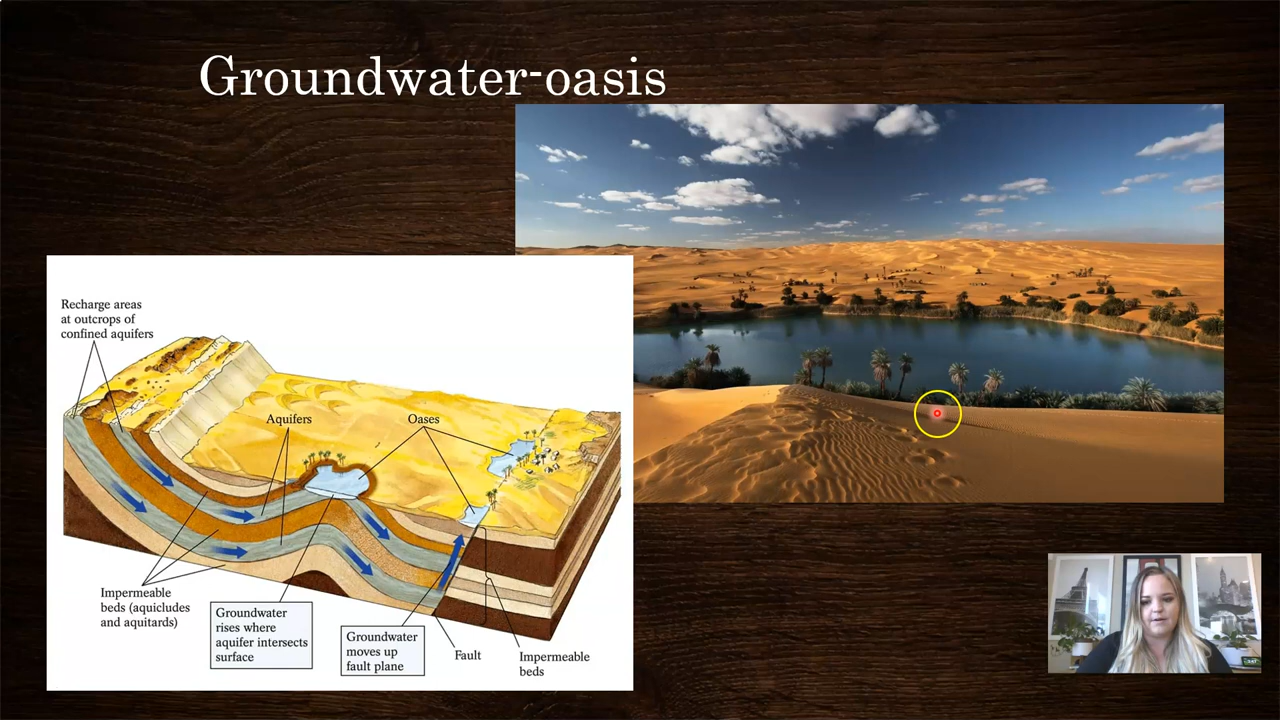 Groundwater-oasis
Recharge areas
at outcrops of
confined aquifers
Aquifers
Oases
Impermeable
beds (aquicludes
and aquitards)
Groundwater
rises where
aquifer intersects
surface
Groundwater
moves up
fault plane
Fault
Impermeable
beds